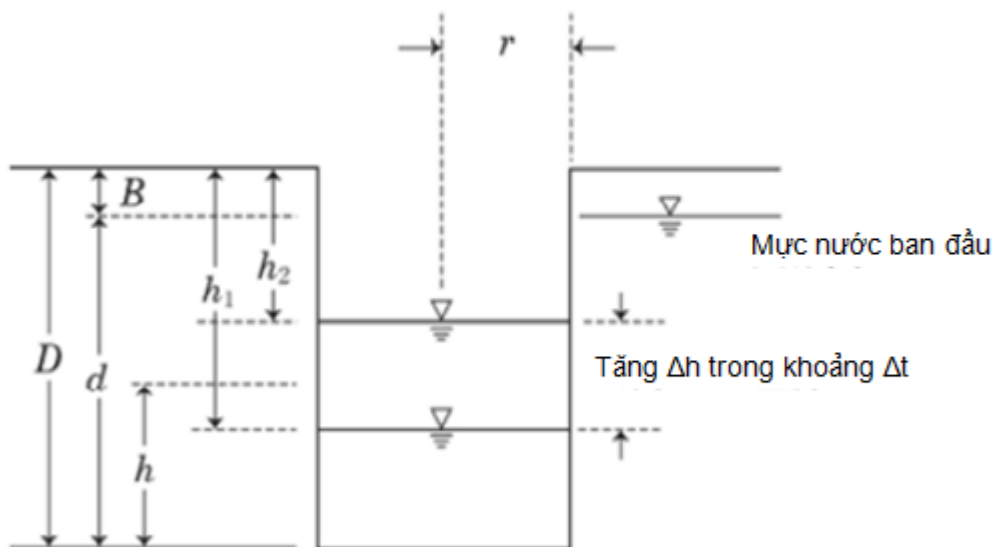 r
B
Mực nước ban đầu
h₂
h₁
D
d
Tăng Δh trong khoảng Δt
h